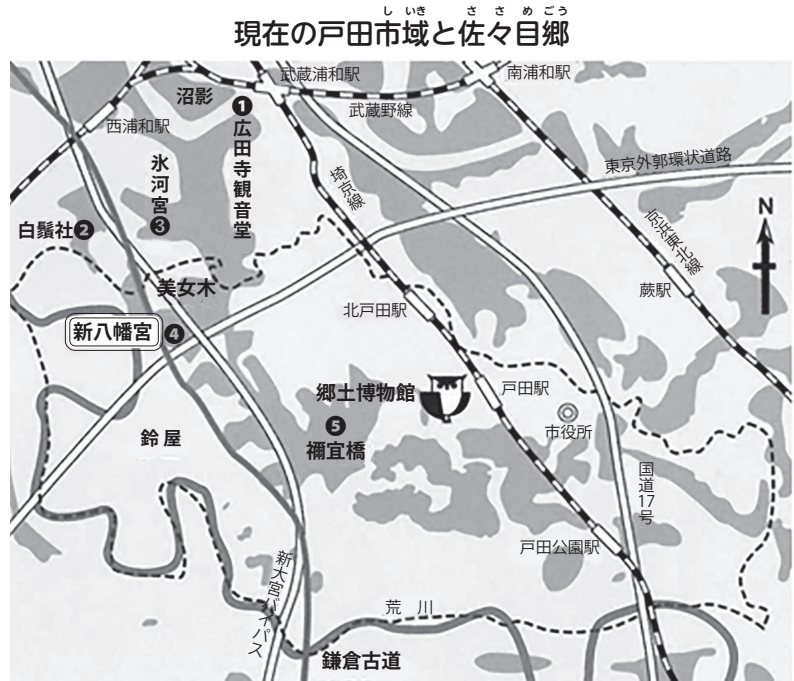 しいき　ささめごう
現在の戸田市域と佐々目郷
武蔵浦和駅
南浦和駅
沼影
❶広田寺観音堂
武蔵野線
西浦和駅
東京外郭環状道路
氷河宮❸
埼京線
N
白鬚社❷
京浜東北線
美女木
蕨駅
北戸田駅
新八幡宮❹
郷土博物館
戸田駅
❺
禰宜橋
市役所
鈴屋
国道17号
戸田公園駅
新大宮バイパス
荒川
鎌倉古道